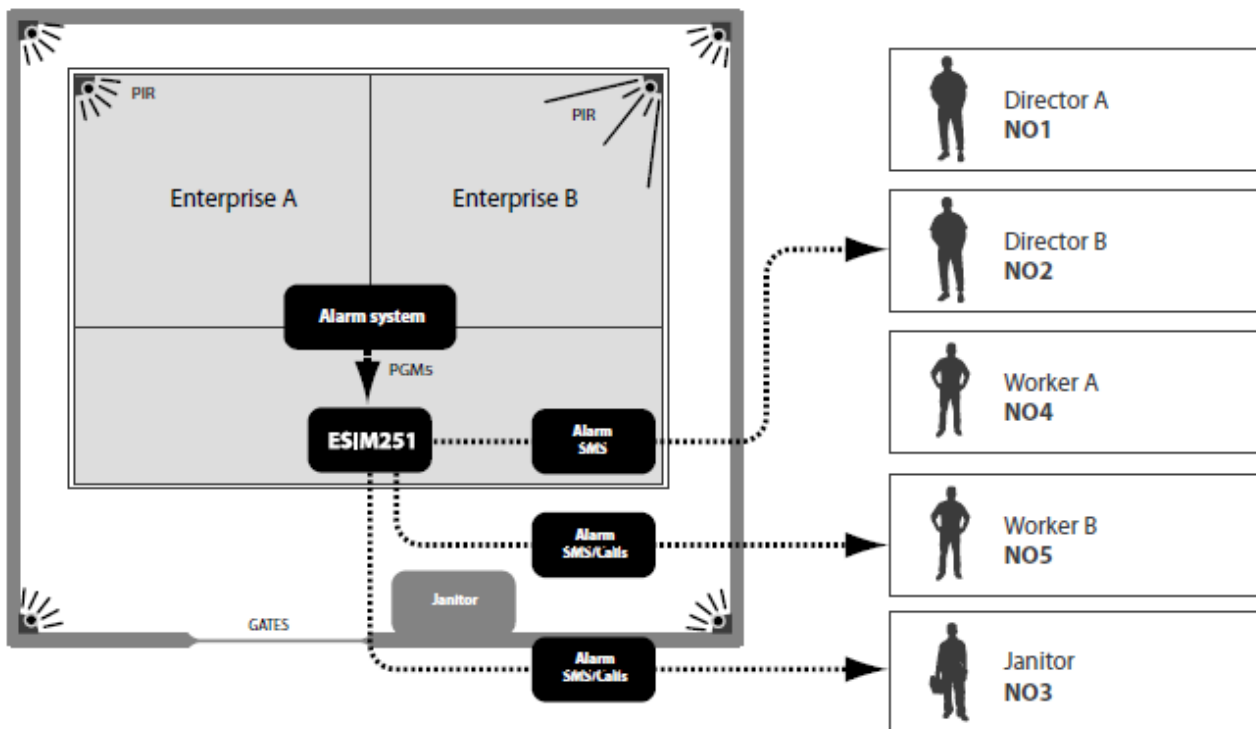 PIR
PIR
Enterprise A
Enterprise B
Alarm system
PGMs
ESIM251
Alarm
SMS
Alarm
SMS/Calls
Janitor
GATES
Alarm
SMS/Calls
Director A
NO1
Director B
NO2
Worker A
NO4
Worker B
NO5
Janitor
NO3